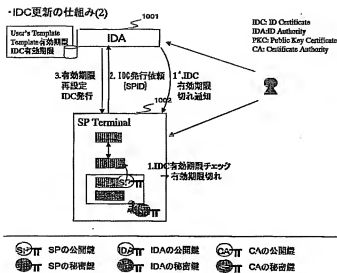 ・IDC更新の仕組み(2)
1001
IDC: ID Certificate
IDA:ID Authority
PKC: Public Key Certificate
CA: Certificate Authority
User's Template
Template有効期限
IDC有効期限
IDA
3.有効期限
再設定
IDC発行
2. IDC発行依頼
(SPID)
1'.IDC
有効期限
切れ通知
1002
SP Terminal
1.IDC有効期限チェック
→有効期限切れ
SP
SP SPの公開鍵
IDA IDAの公開鍵
CA CAの公開鍵
SPの秘密鍵
IDAの秘密鍵
CAの秘密鍵